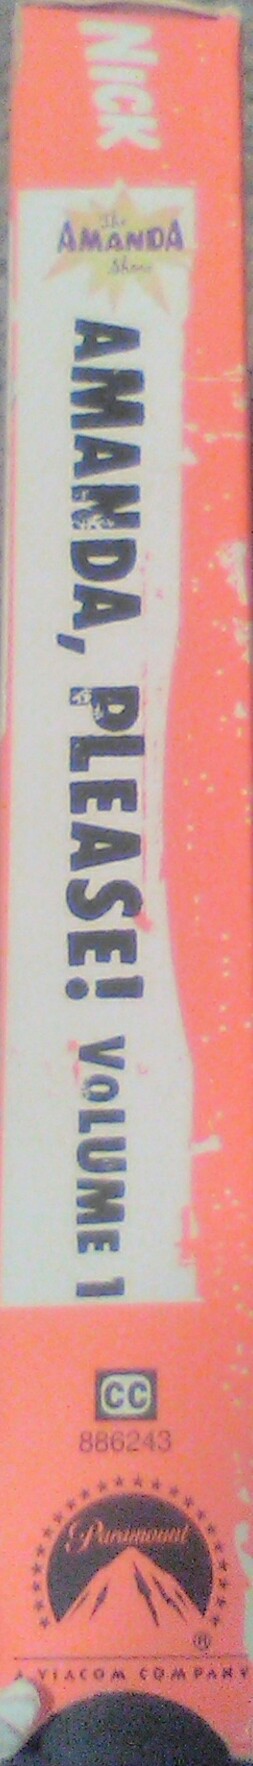 NICK
The
AMANDA
Show
AMANDA, PLEASE! VOLUME 1
CC
886243
Paramount
®
A VIACOM COMPANY